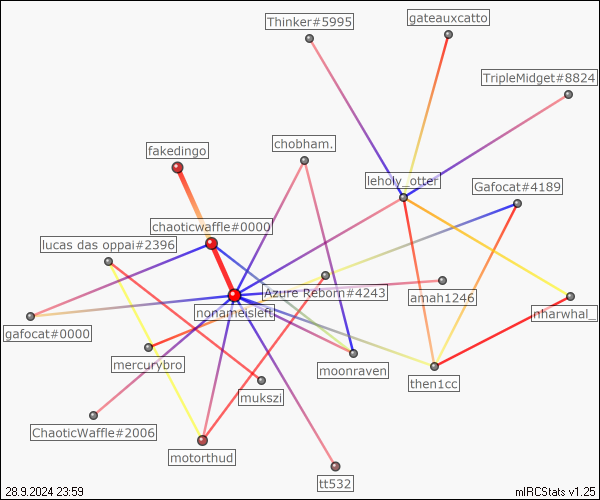 Thinker#5995
gateauxcatto
TripleMidget#8824
chobham.
fakedingo
leholy_otter
Gafocat#4189
chaoticwaffle#0000
lucas das oppai#2396
Azure Reborn#4243
amah1246
nonameisleft
nharwhal_
gafocat#0000
mercurybro
moonraven
then1cc
mukszi
ChaoticWaffle#2006
motorthud
tt532
28.9.2024 23:59
mIRCStats v1.25